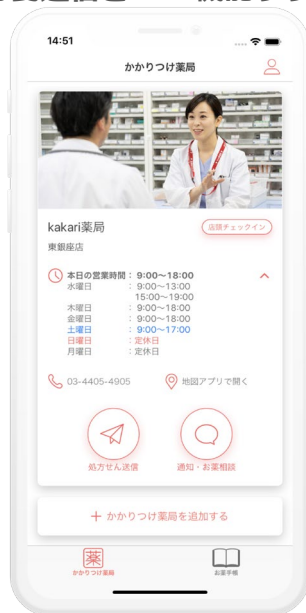 14:51
かかりつけ薬局
kakari薬局
店頭チェックイン
東銀座店
本日の営業時間：9:00〜18:00
水曜日 ：9:00〜13:00
15:00〜19:00
木曜日 ：9:00〜18:00
金曜日 ：9:00〜18:00
土曜日 ：9:00〜17:00
日曜日 ：定休日
月曜日 ：定休日
03-4405-4905 地図アプリで開く
処方せん送信 通知・お薬相談
＋ かかりつけ薬局を追加する
薬
かかりつけ薬局 お薬手帳